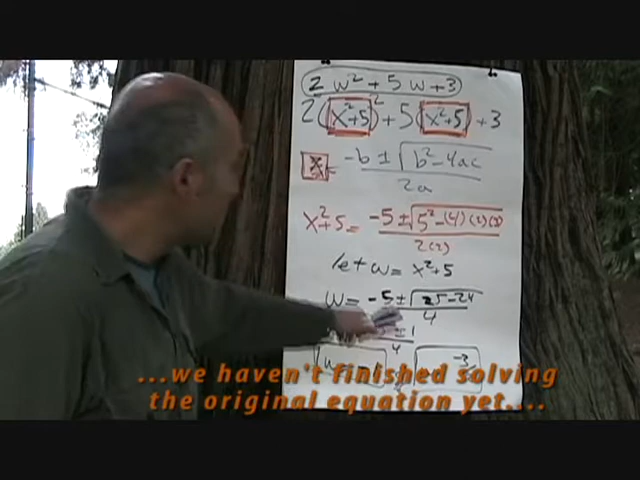 2w²+5w+3
2(x²+5)²+5(x²+5)+3
x = -b±√b²-4ac
2a
x²+5 = -5±√5²-(4)(2)(3)
2(2)
let w = x²+5
w = -5±√25-24
4
± 1
4
-3
...we haven't finished solving
the original equation yet....